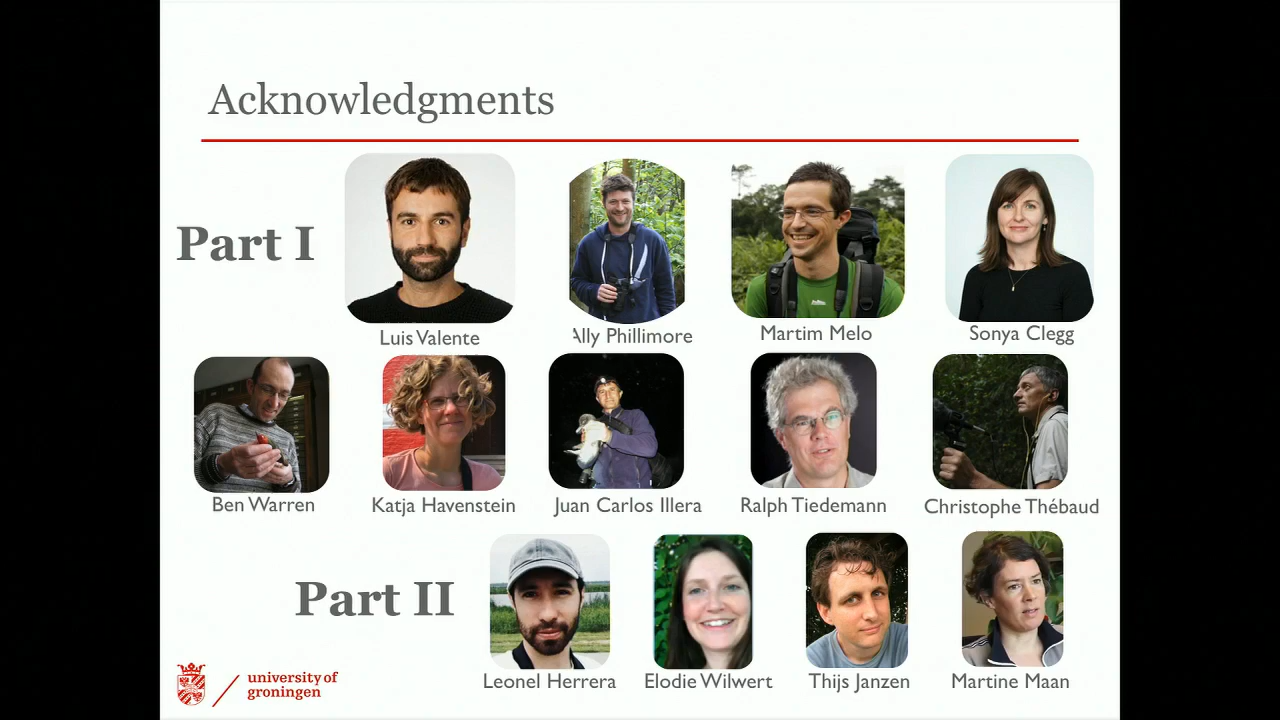 Acknowledgments
Part I
Luis Valente
Ally Phillimore
Martim Melo
Sonya Clegg
Ben Warren
Katja Havenstein
Juan Carlos Illera
Ralph Tiedemann
Christophe Thébaud
Part II
Leonel Herrera
Elodie Wilwert
Thijs Janzen
Martine Maan
university of
groningen